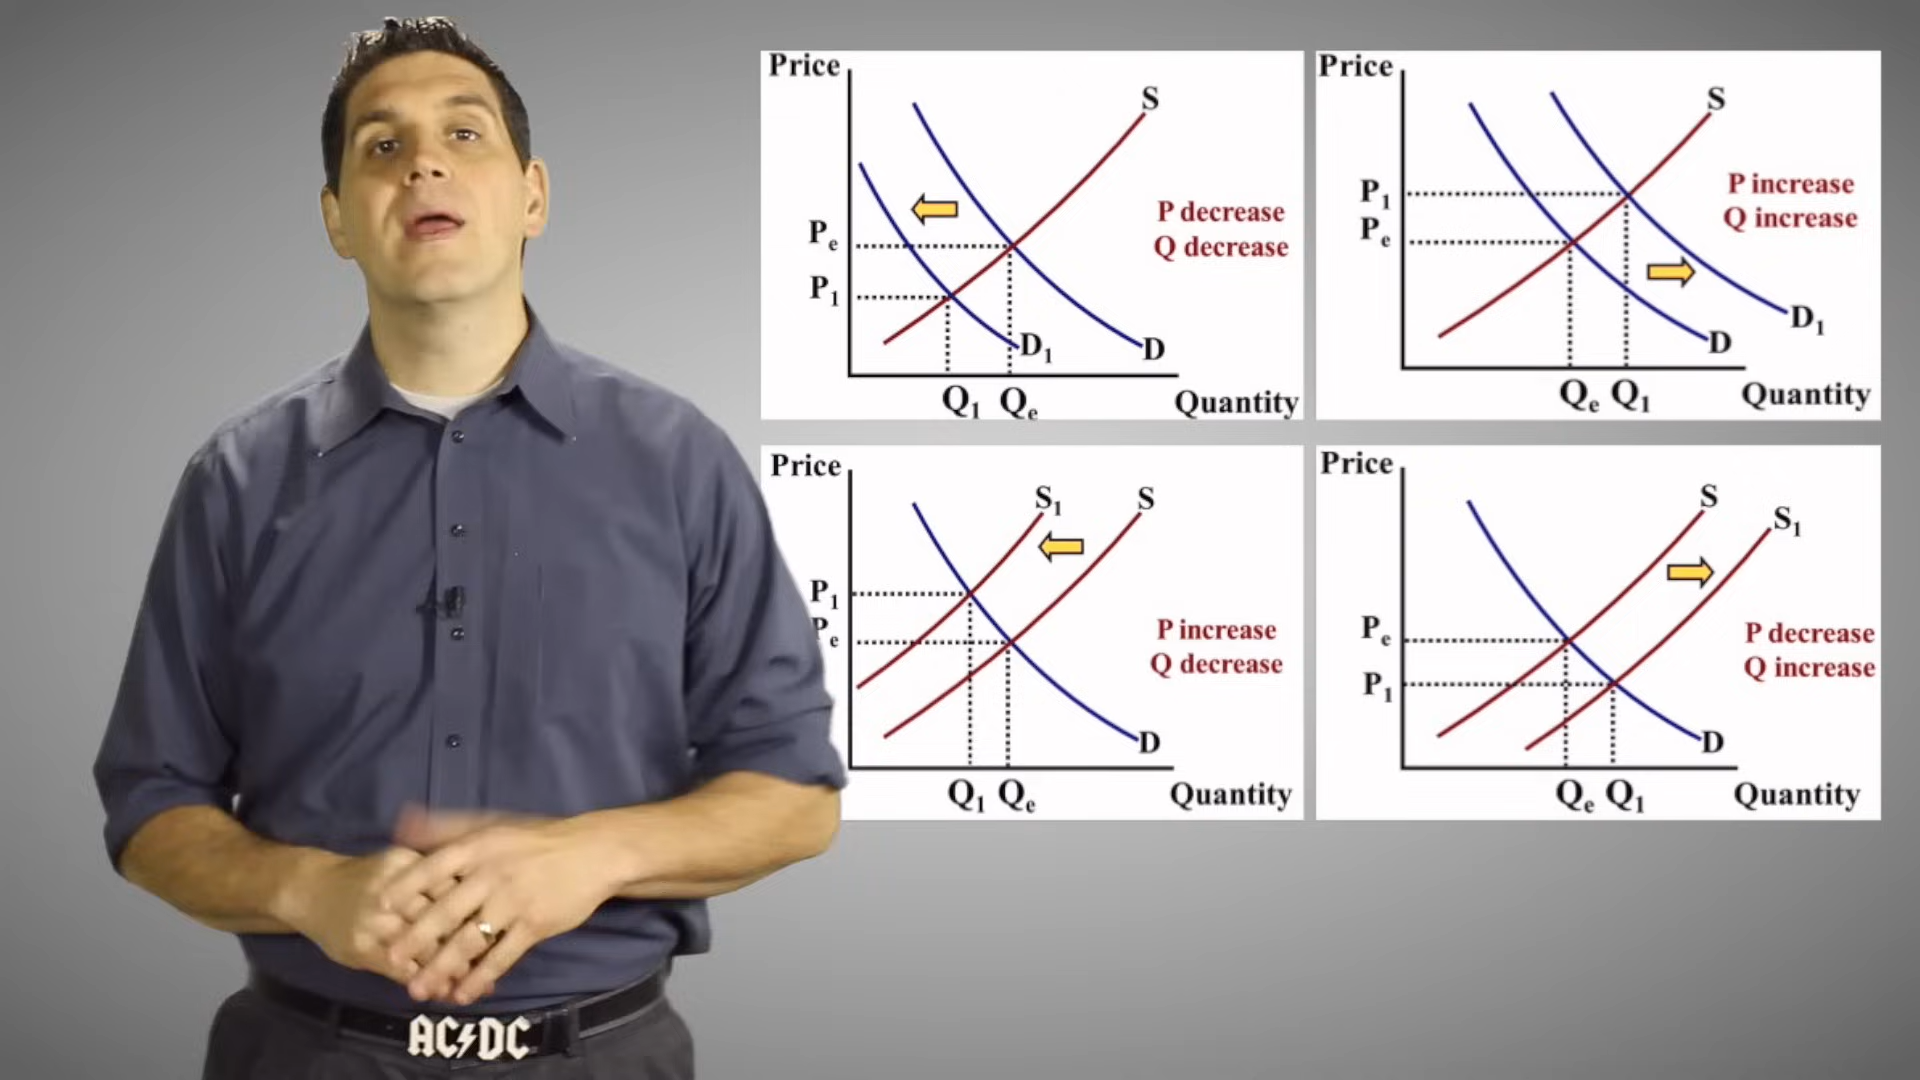 Price
S
P decrease
Q decrease
Pe
P1
D1
D
Q1 Qe
Quantity
Price
S
P increase
Q increase
P1
Pe
D1
D
Qe Q1
Quantity
Price
S1
S
P1
Pe
P increase
Q decrease
D
Q1 Qe
Quantity
Price
S
S1
Pe
P1
P decrease
Q increase
D
Qe Q1
Quantity
AC⚡DC